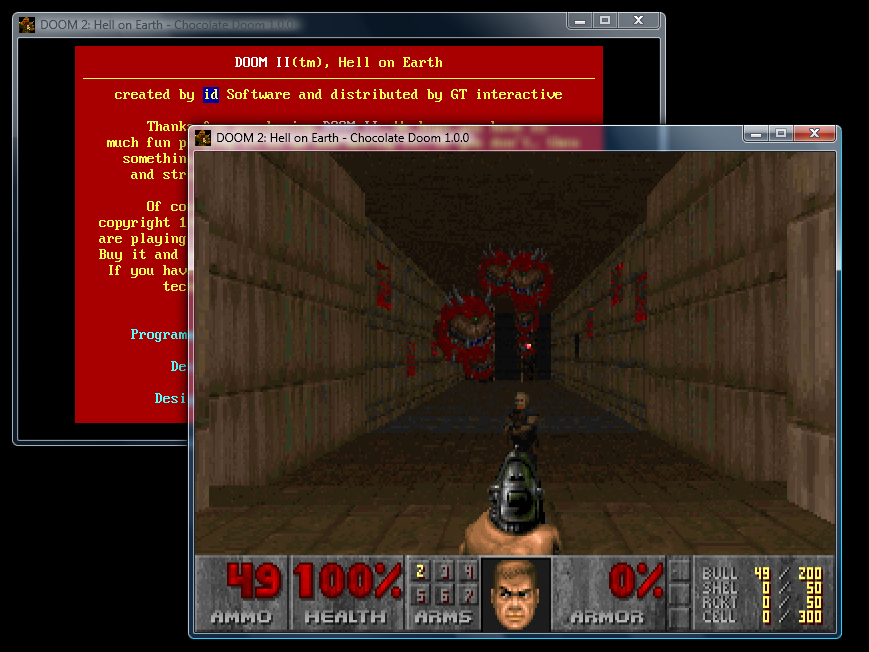 DOOM 2: Hell on Earth - Chocolate Doom 1.0.0
DOOM II(tm), Hell on Earth
created by id Software and distributed by GT interactive
Thank
much fun p
somethin
and str
Of co
copyright 1
are playing
Buy it and
If you hav
tec
Program
De
Desi
DOOM 2: Hell on Earth - Chocolate Doom 1.0.0
49 100% 2 3 4 0% BULL 49 / 200
5 6 7 SHEL 0 / 50
RCKT 0 / 50
AMMO HEALTH ARMS ARMOR CELL 0 / 300